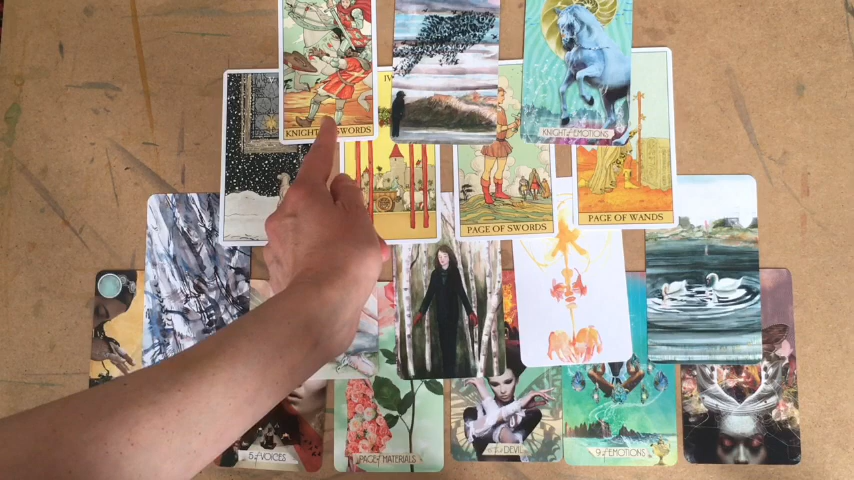 KNIGHT SWORDS
KNIGHT of EMOTIONS
IV
PAGE OF SWORDS
PAGE OF WANDS
5 of VOICES
PAGE of MATERIALS
DEVIL
9 of EMOTIONS